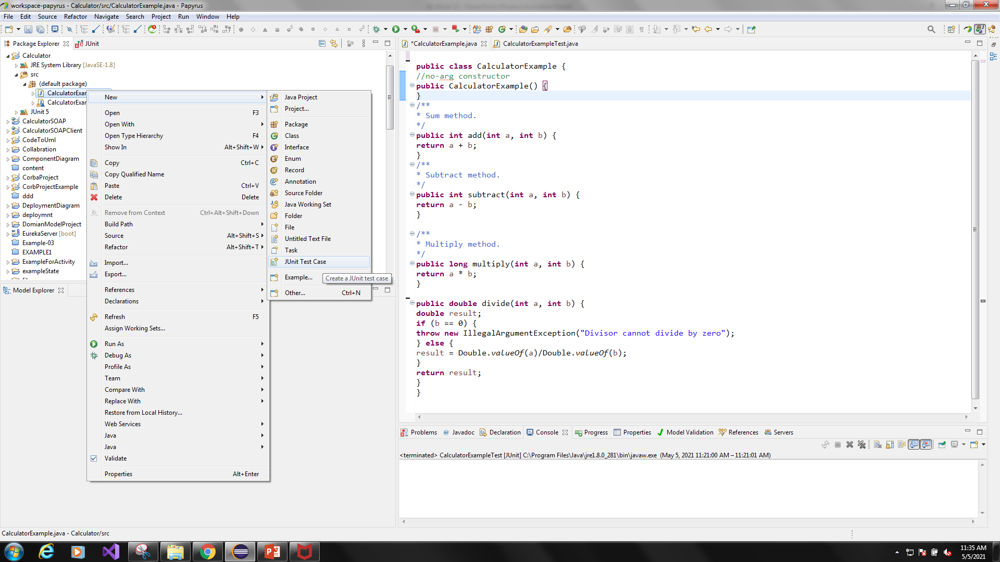 workspace-papyrus - Calculator/src/CalculatorExample.java - Papyrus
File Edit Source Refactor Navigate Search Project Run Window Help
Package Explorer
JUnit
Calculator
JRE System Library [JavaSE-1.8]
src
(default package)
CalculatorExar
CalculatorExar
JUnit 5
CalculatorSOAP
CalculatorSOAPClient
CodeToUml
Collabration
ComponentDiagram
content
CorbaProject
CorbProjectExample
ddd
DeploymentDiagram
deploymnt
DomianModelProject
EurekaServer [boot]
Example-03
EXAMPLE1
ExampleForActivity
exampleState
Model Explorer
New
Open F3
Open With
Open Type Hierarchy F4
Show In Alt+Shift+W
Copy Ctrl+C
Copy Qualified Name
Paste Ctrl+V
Delete Delete
Remove from Context Ctrl+Alt+Shift+Down
Build Path
Source Alt+Shift+S
Refactor Alt+Shift+T
Import...
Export...
References
Declarations
Refresh F5
Assign Working Sets...
Run As
Debug As
Profile As
Team
Compare With
Replace With
Restore from Local History...
Web Services
Java
Java
Validate
Properties Alt+Enter
Java Project
Project...
Package
Class
Interface
Enum
Record
Annotation
Source Folder
Java Working Set
Folder
File
Untitled Text File
Task
JUnit Test Case
Example...
Create a JUnit test case
Other... Ctrl+N
*CalculatorExample.java
CalculatorExampleTest.java
public class CalculatorExample {
//no-arg constructor
public CalculatorExample() {
}
/**
* Sum method.
*/
public int add(int a, int b) {
return a + b;
}
/**
* Subtract method.
*/
public int subtract(int a, int b) {
return a - b;
}
/**
* Multiply method.
*/
public long multiply(int a, int b) {
return a * b;
}
public double divide(int a, int b) {
double result;
if (b == 0) {
throw new IllegalArgumentException("Divisor cannot divide by zero");
} else {
result = Double.valueOf(a)/Double.valueOf(b);
}
return result;
}
}
Problems @ Javadoc Declaration Console Progress Properties Model Validation References Servers
<terminated> CalculatorExampleTest [JUnit] C:\Program Files\Java\jre1.8.0_281\bin\javaw.exe (May 5, 2021 11:21:00 AM – 11:21:01 AM)
CalculatorExample.java - Calculator/src
11:35 AM
5/5/2021